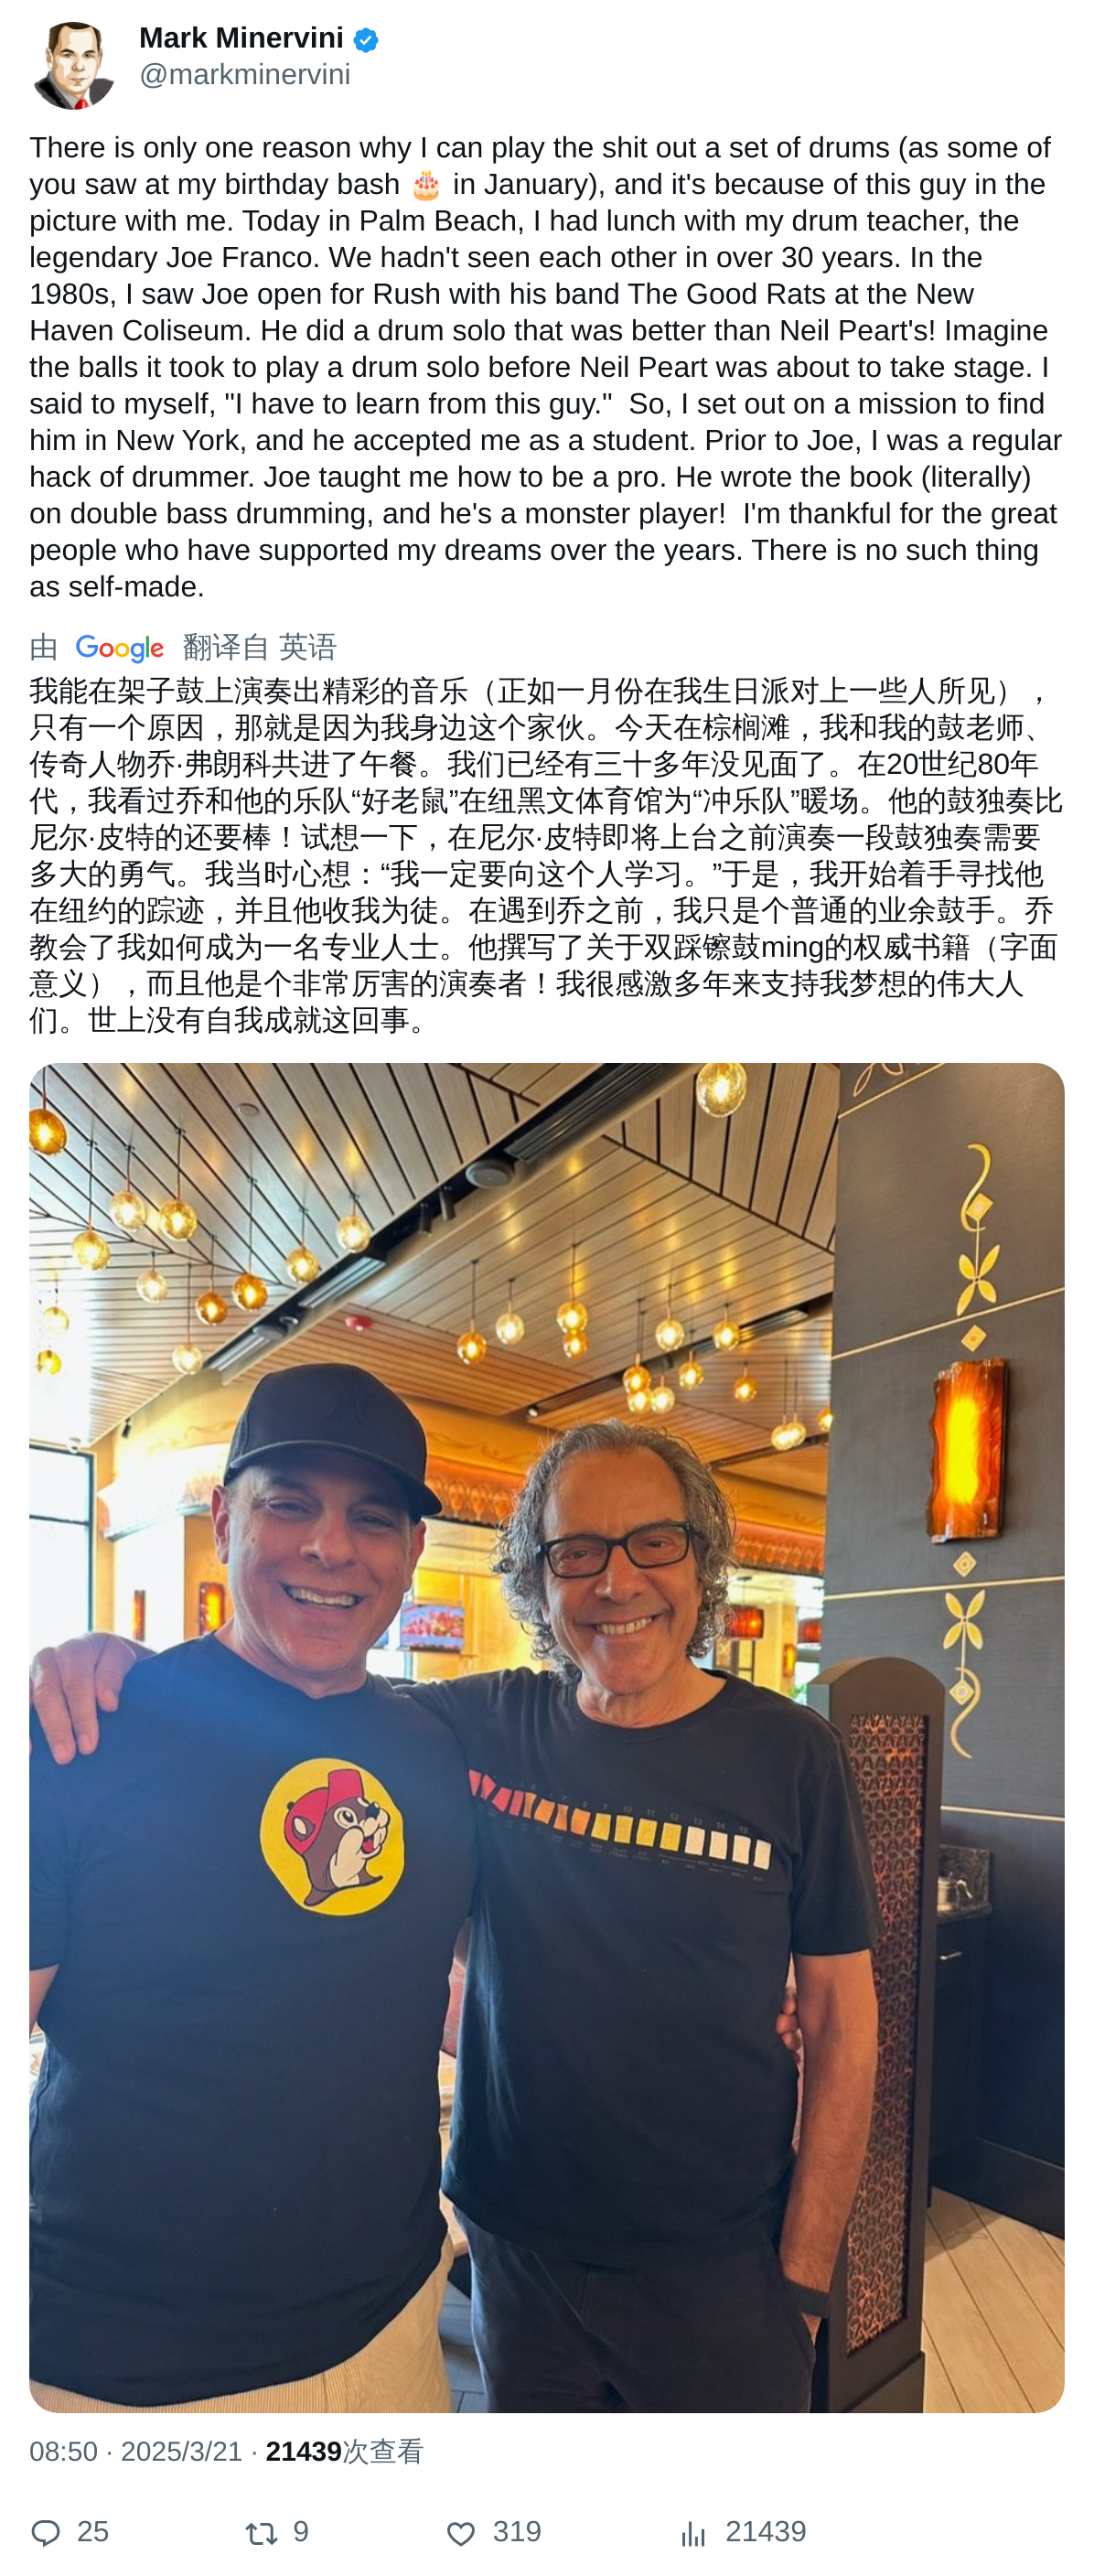 Mark Minervini
@markminervini
There is only one reason why I can play the shit out a set of drums (as some of
you saw at my birthday bash 🎂 in January), and it's because of this guy in the
picture with me. Today in Palm Beach, I had lunch with my drum teacher, the
legendary Joe Franco. We hadn't seen each other in over 30 years. In the
1980s, I saw Joe open for Rush with his band The Good Rats at the New
Haven Coliseum. He did a drum solo that was better than Neil Peart's! Imagine
the balls it took to play a drum solo before Neil Peart was about to take stage. I
said to myself, "I have to learn from this guy."  So, I set out on a mission to find
him in New York, and he accepted me as a student. Prior to Joe, I was a regular
hack of drummer. Joe taught me how to be a pro. He wrote the book (literally)
on double bass drumming, and he's a monster player!  I'm thankful for the great
people who have supported my dreams over the years. There is no such thing
as self-made.
由 Google 翻译自 英语
我能在架子鼓上演奏出精彩的音乐（正如一月份在我生日派对上一些人所见），
只有一个原因，那就是因为我身边这个家伙。今天在棕榈滩，我和我的鼓老师、
传奇人物乔·弗朗科共进了午餐。我们已经有三十多年没见面了。在20世纪80年
代，我看过乔和他的乐队“好老鼠”在纽黑文体育馆为“冲乐队”暖场。他的鼓独奏比
尼尔·皮特的还要棒！试想一下，在尼尔·皮特即将上台之前演奏一段鼓独奏需要
多大的勇气。我当时心想：“我一定要向这个人学习。”于是，我开始着手寻找他
在纽约的踪迹，并且他收我为徒。在遇到乔之前，我只是个普通的业余鼓手。乔
教会了我如何成为一名专业人士。他撰写了关于双踩镲鼓ming的权威书籍（字面
意义），而且他是个非常厉害的演奏者！我很感激多年来支持我梦想的伟大人
们。世上没有自我成就这回事。
08:50 · 2025/3/21 · 21439次查看
25 9 319 21439